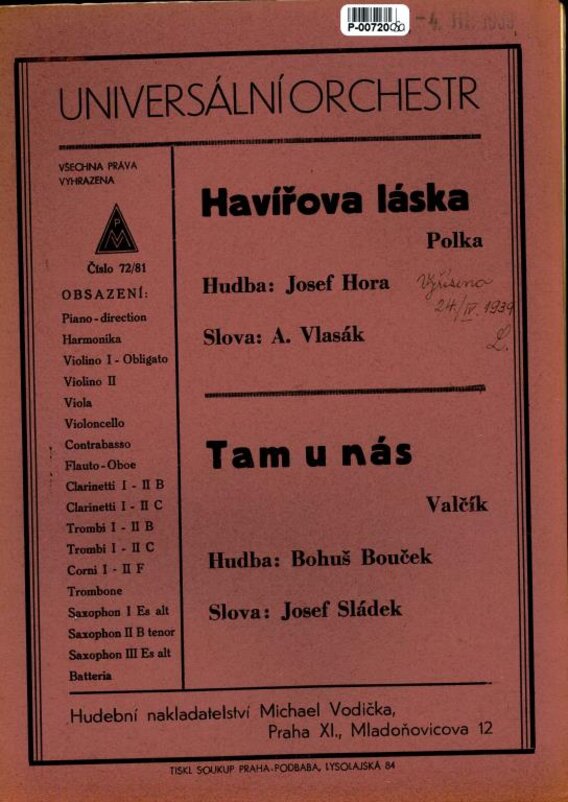 P-00720
-4. III. 1939
UNIVERSÁLNÍ ORCHESTR
VŠECHNA PRÁVA
VYHRAZENA
P
M
Číslo 72/81
OBSAZENÍ:
Piano-direction
Harmonika
Violino I - Obligato
Violino II
Viola
Violoncello
Contrabasso
Flauto-Oboe
Clarinetti I - II B
Clarinetti I - II C
Trombi I - II B
Trombi I - II C
Corni I - II F
Trombone
Saxophon I Es alt
Saxophon II B tenor
Saxophon III Es alt
Batteria
Havířova láska
Polka
Hudba: Josef Hora
Slova: A. Vlasák
Vyřízeno
24/IV. 1939
L.
Tam u nás
Valčík
Hudba: Bohuš Bouček
Slova: Josef Sládek
Hudební nakladatelství Michael Vodička,
Praha XI., Mladoňovicova 12
TISKL SOUKUP PRAHA-PODBABA, LYSOLAJSKÁ 84